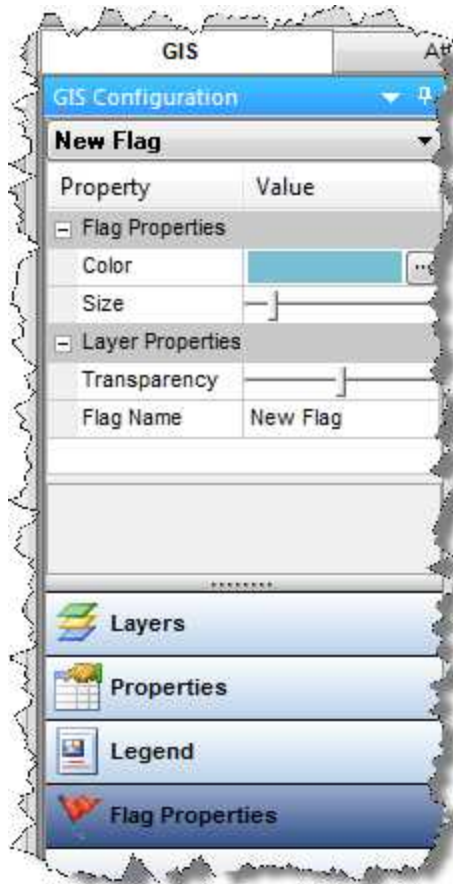 GIS
GIS Configuration
New Flag
Property Value
Flag Properties
Color
Size
Layer Properties
Transparency
Flag Name New Flag
Layers
Properties
Legend
Flag Properties